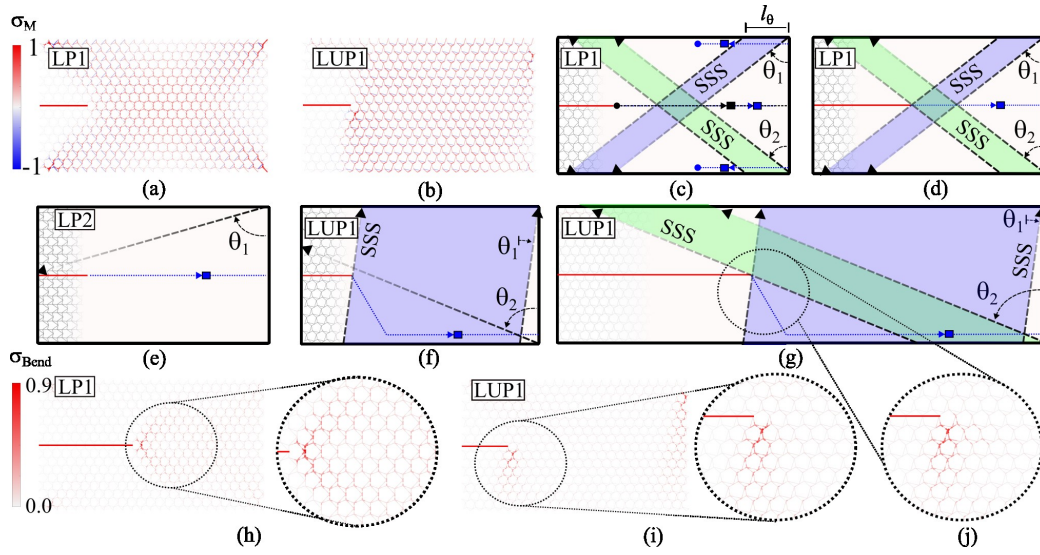 σM
1
-1
LP1
(a)
LUP1
(b)
lθ
LP1
SSS
SSS
θ1
θ2
(c)
LP1
SSS
SSS
θ1
θ2
(d)
LP2
θ1
(e)
LUP1
SSS
θ1
θ2
(f)
LUP1
SSS
SSS
θ1
θ2
(g)
σBend
0.9
0.0
LP1
(h)
LUP1
(i)
(j)